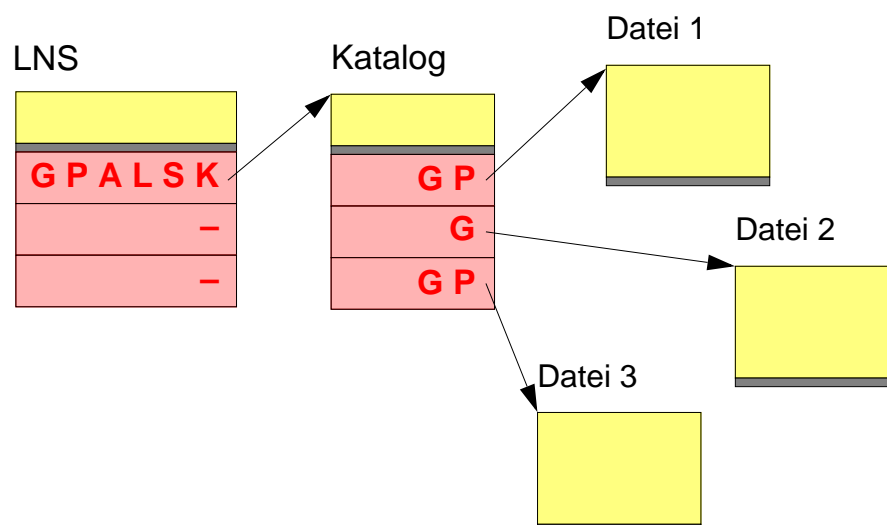 LNS
Katalog
Datei 1
G P A L S K
–
–
G P
G
G P
Datei 2
Datei 3